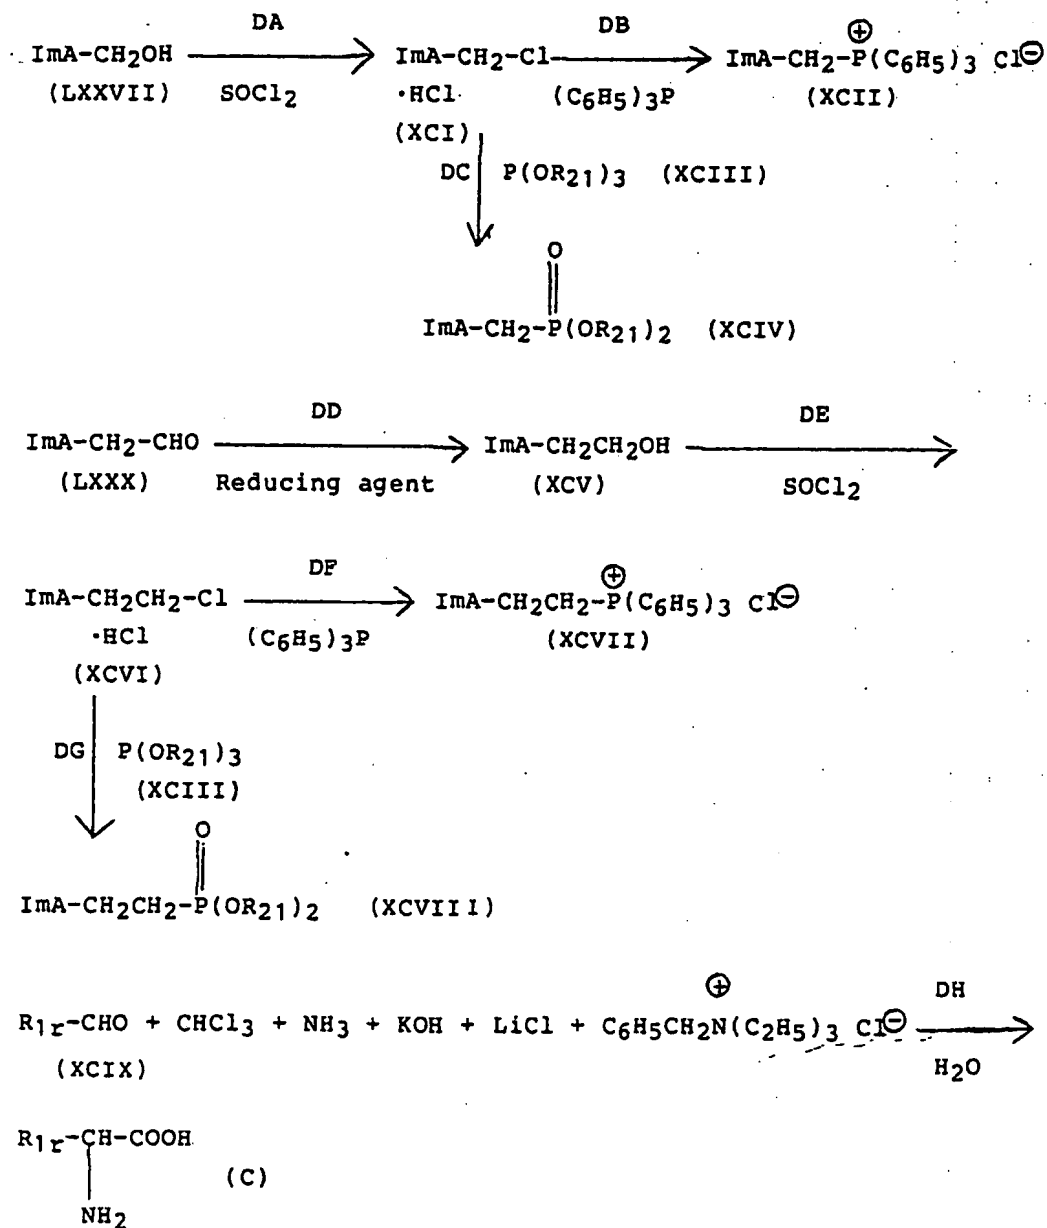 DA DB
ImA-CH2OH ImA-CH2-Cl ImA-CH2-P(C6H5)3 Cl⊖
⊕
(LXXVII) SOCl2 ·HCl (C6H5)3P (XCII)
(XCI)
DC P(OR21)3 (XCIII)
O
ImA-CH2-P(OR21)2 (XCIV)
DD DE
ImA-CH2-CHO ImA-CH2CH2OH
(LXXX) Reducing agent (XCV) SOCl2
DF ⊕
ImA-CH2CH2-Cl ImA-CH2CH2-P(C6H5)3 Cl⊖
·HCl (C6H5)3P (XCVII)
(XCVI)
DG P(OR21)3
(XCIII)
O
ImA-CH2CH2-P(OR21)2 (XCVIII)
⊕ DH
R1r-CHO + CHCl3 + NH3 + KOH + LiCl + C6H5CH2N(C2H5)3 Cl⊖
(XCIX) H2O
R1r-CH-COOH
(C)
NH2